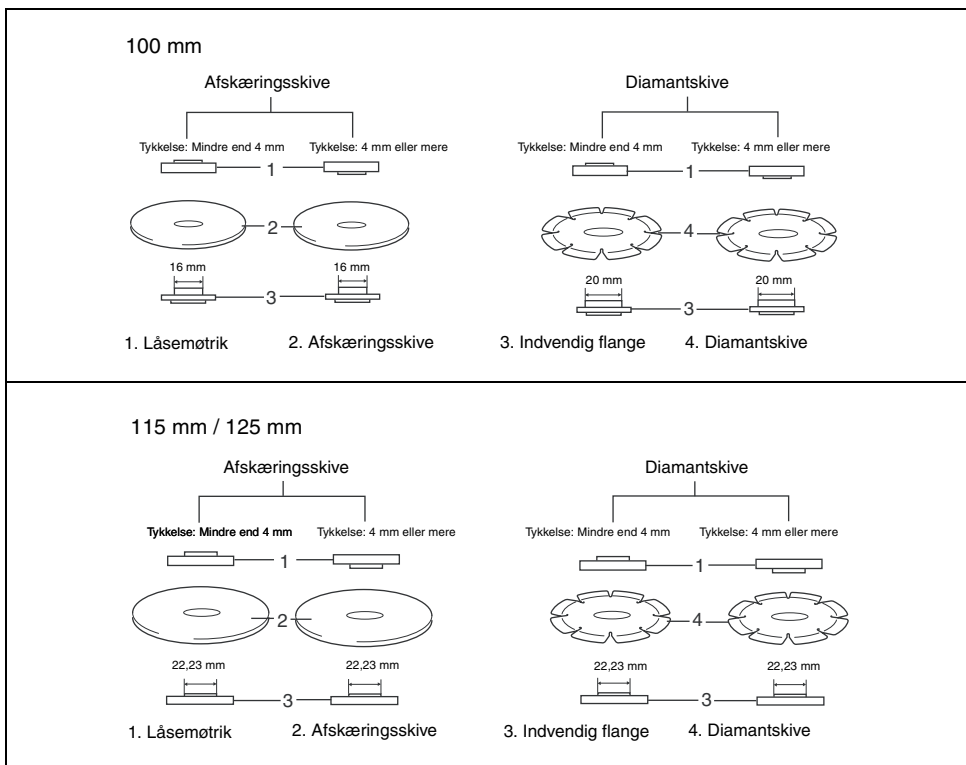 100 mm
Afskæringsskive
Diamantskive
Tykkelse: Mindre end 4 mm
Tykkelse: 4 mm eller mere
Tykkelse: Mindre end 4 mm
Tykkelse: 4 mm eller mere
1
1
2
4
16 mm
16 mm
20 mm
20 mm
3
3
1. Låsemøtrik
2. Afskæringsskive
3. Indvendig flange
4. Diamantskive
115 mm / 125 mm
Afskæringsskive
Diamantskive
Tykkelse: Mindre end 4 mm
Tykkelse: 4 mm eller mere
Tykkelse: Mindre end 4 mm
Tykkelse: 4 mm eller mere
1
1
2
4
22,23 mm
22,23 mm
22,23 mm
22,23 mm
3
3
1. Låsemøtrik
2. Afskæringsskive
3. Indvendig flange
4. Diamantskive